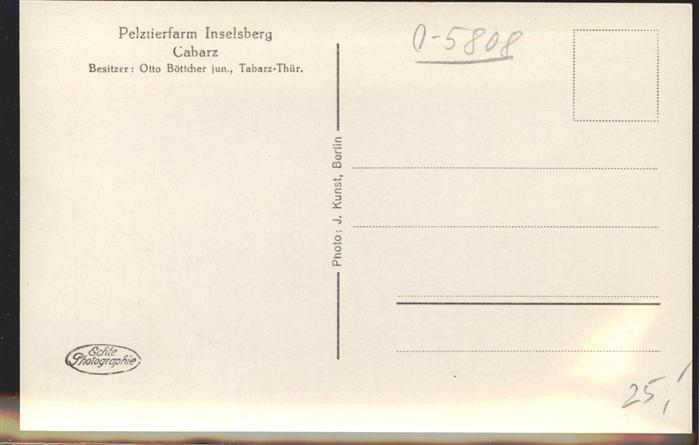 Pelztierfarm Inselsberg
Cabarz
Besitzer: Otto Böttcher jun., Tabarz-Thür.
0-5808
Photo: J. Kunst, Berlin
Echte
Photographie
25,-